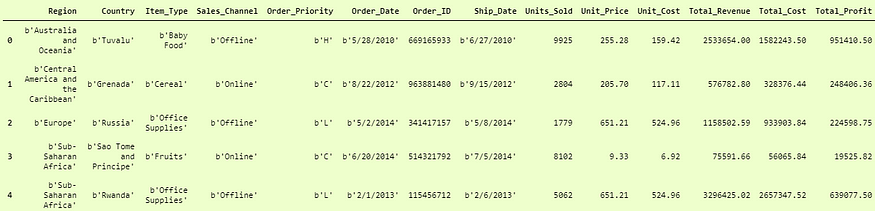 Region Country Item_Type Sales_Channel Order_Priority Order_Date Order_ID Ship_Date Units_Sold Unit_Price Unit_Cost Total_Revenue Total_Cost Total_Profit
0 b'Australia and Oceania' b'Tuvalu' b'Baby Food' b'Offline' b'H' b'5/28/2010' 669165933 b'6/27/2010' 9925 255.28 159.42 2533654.00 1582243.50 951410.50
1 b'Central America and the Caribbean' b'Grenada' b'Cereal' b'Online' b'C' b'8/22/2012' 963881480 b'9/15/2012' 2804 205.70 117.11 576782.80 328376.44 248406.36
2 b'Europe' b'Russia' b'Office Supplies' b'Offline' b'L' b'5/2/2014' 341417157 b'5/8/2014' 1779 651.21 524.96 1158502.59 933903.84 224598.75
3 b'Sub-Saharan Africa' b'Sao Tome and Principe' b'Fruits' b'Online' b'C' b'6/20/2014' 514321792 b'7/5/2014' 8102 9.33 6.92 75591.66 56065.84 19525.82
4 b'Sub-Saharan Africa' b'Rwanda' b'Office Supplies' b'Offline' b'L' b'2/1/2013' 115456712 b'2/6/2013' 5062 651.21 524.96 3296425.02 2657347.52 639077.50